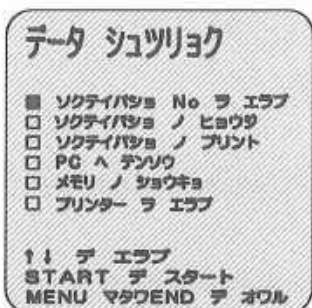 データ シュツリョク
■ ソクテイバショ No ヲ エラブ
□ ソクテイバショ ノ ヒョウジ
□ ソクテイバショ ノ プリント
□ PC ヘ テンソウ
□ メモリ ノ ショウキョ
□ プリンター ヲ エラブ
↑↓ デ エラブ
START デ スタート
MENU マタワEND デ オワル